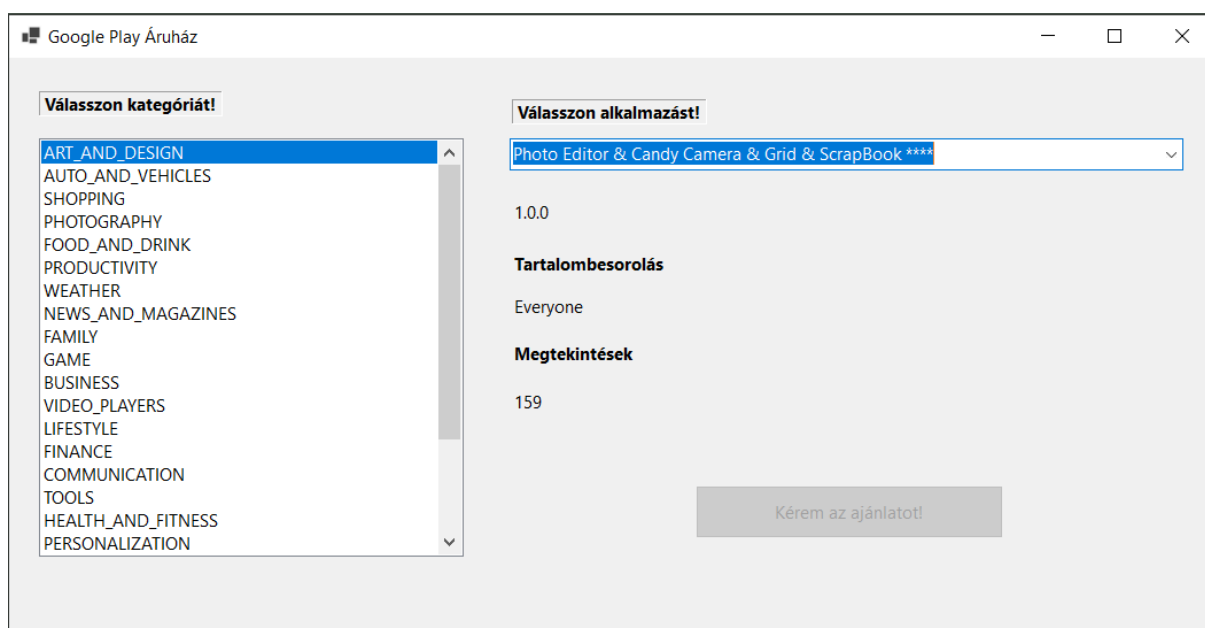 Google Play Áruház
Válasszon kategóriát!
ART_AND_DESIGN
AUTO_AND_VEHICLES
SHOPPING
PHOTOGRAPHY
FOOD_AND_DRINK
PRODUCTIVITY
WEATHER
NEWS_AND_MAGAZINES
FAMILY
GAME
BUSINESS
VIDEO_PLAYERS
LIFESTYLE
FINANCE
COMMUNICATION
TOOLS
HEALTH_AND_FITNESS
PERSONALIZATION
Válasszon alkalmazást!
Photo Editor & Candy Camera & Grid & ScrapBook ****
1.0.0
Tartalombesorolás
Everyone
Megtekintések
159
Kérem az ajánlatot!